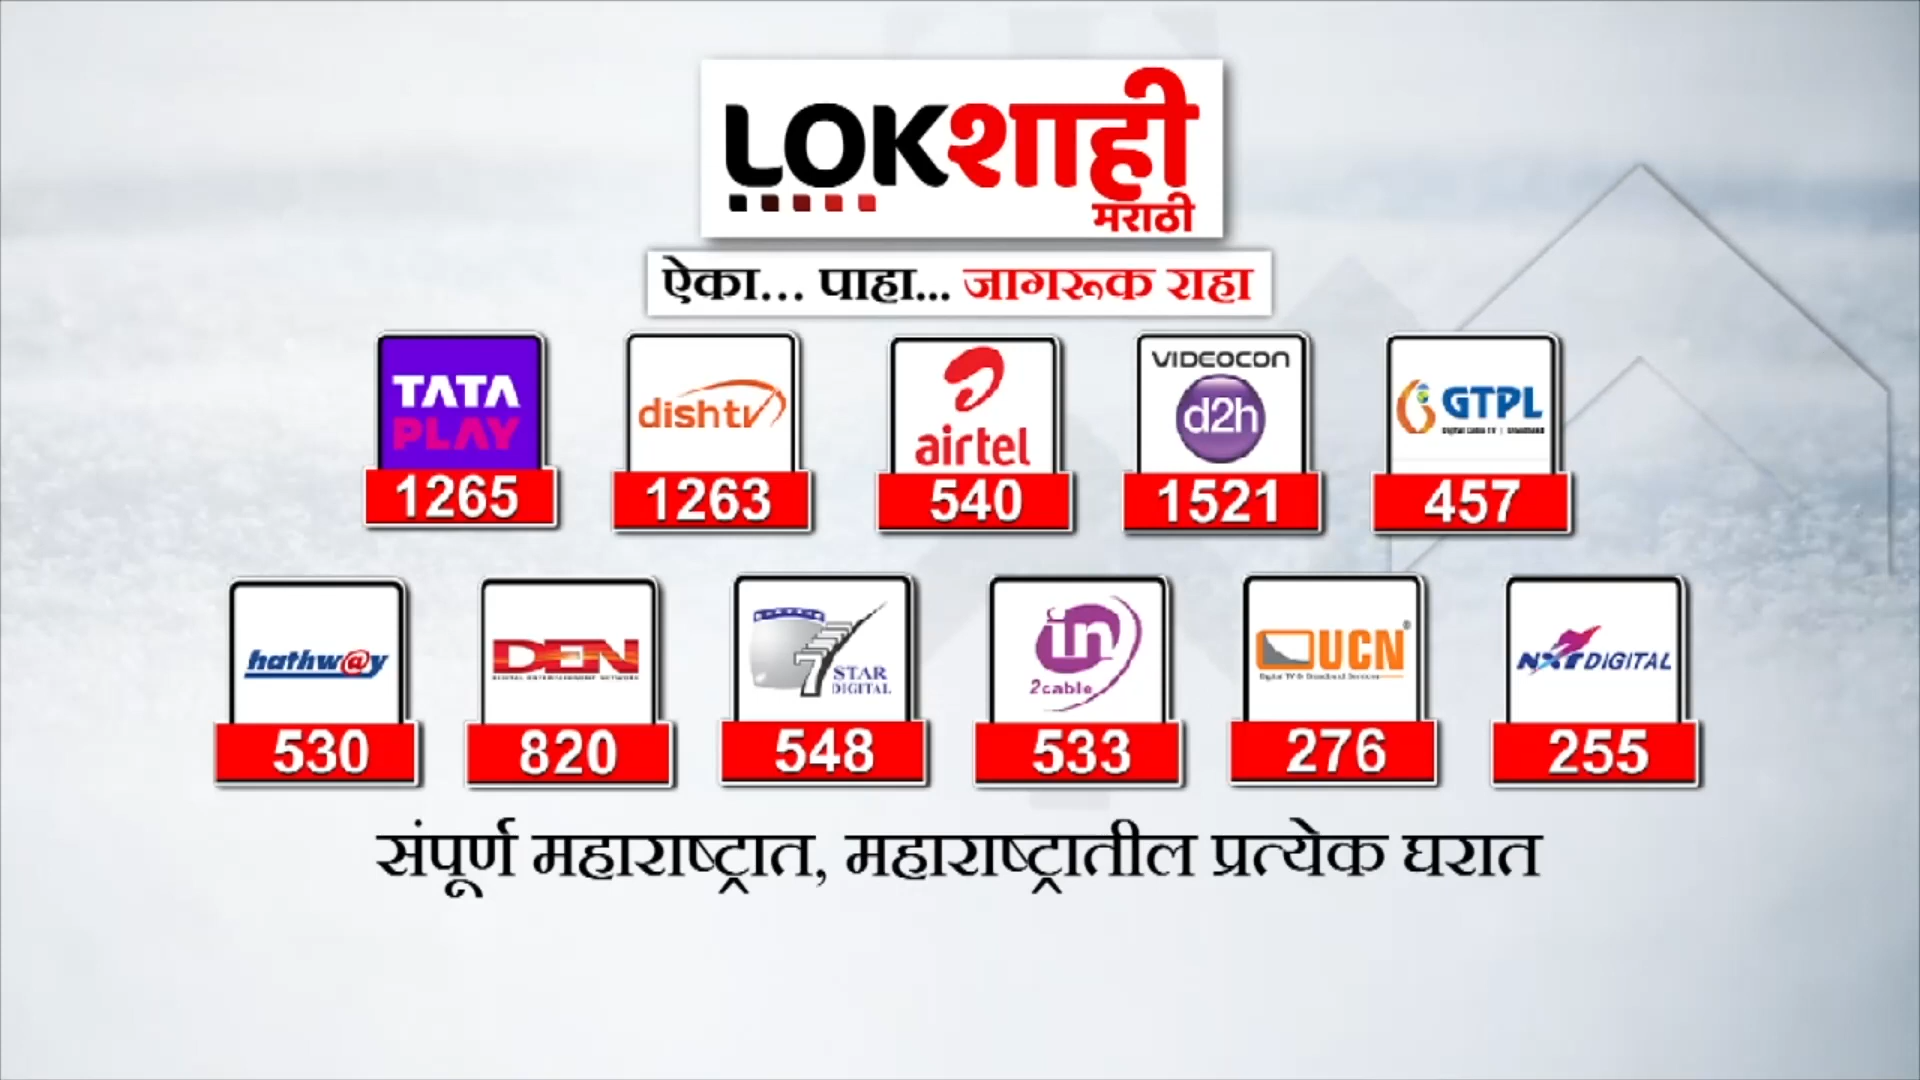 LOKशाही
मराठी
ऐका... पाहा... जागरूक राहा
TATA PLAY
dishtv
airtel
VIDEOCON d2h
GTPL
1265
1263
540
1521
457
hathw@y
DEN
7 STAR DIGITAL
in 2cable
UCN
NXTDIGITAL
530
820
548
533
276
255
संपूर्ण महाराष्ट्रात, महाराष्ट्रातील प्रत्येक घरात